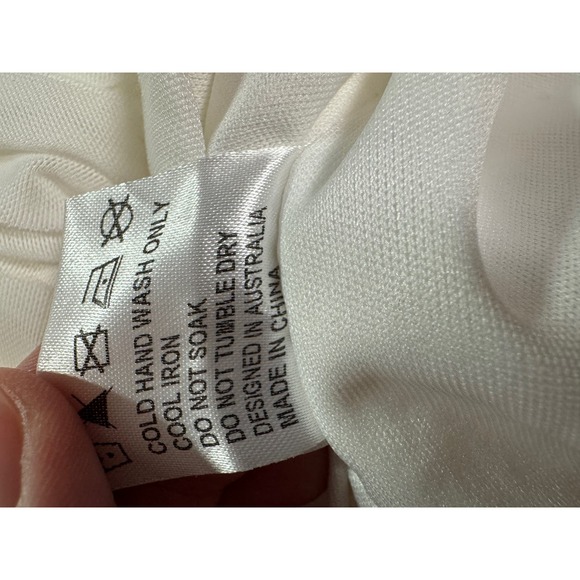 COLD HAND WASH ONLY
COOL IRON
DO NOT SOAK
DO NOT TUMBLE DRY
DESIGNED IN AUSTRALIA
MADE IN CHINA